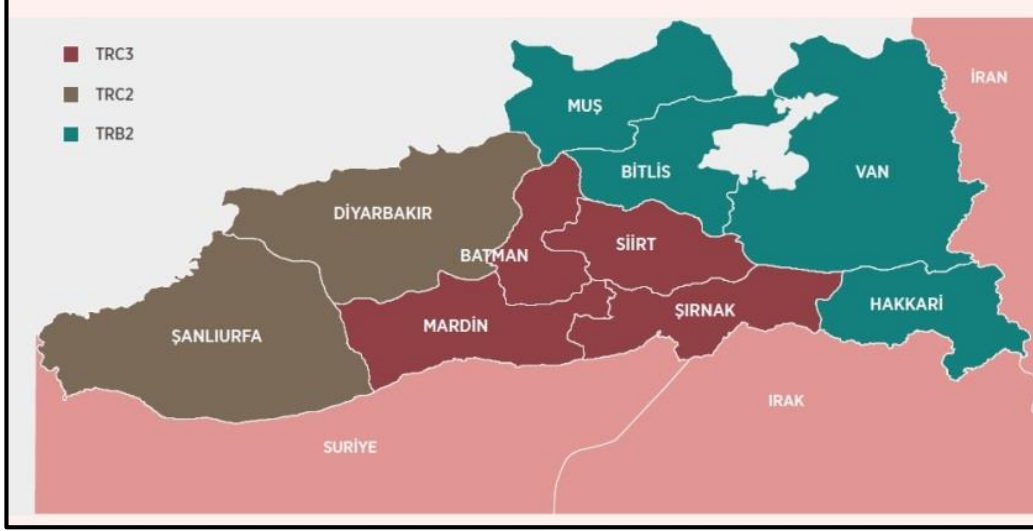 TRC3
TRC2
TRB2
İRAN
MUŞ
BİTLİS
VAN
DİYARBAKIR
SİİRT
BATMAN
HAKKARİ
ŞIRNAK
MARDİN
ŞANLIURFA
IRAK
SURİYE